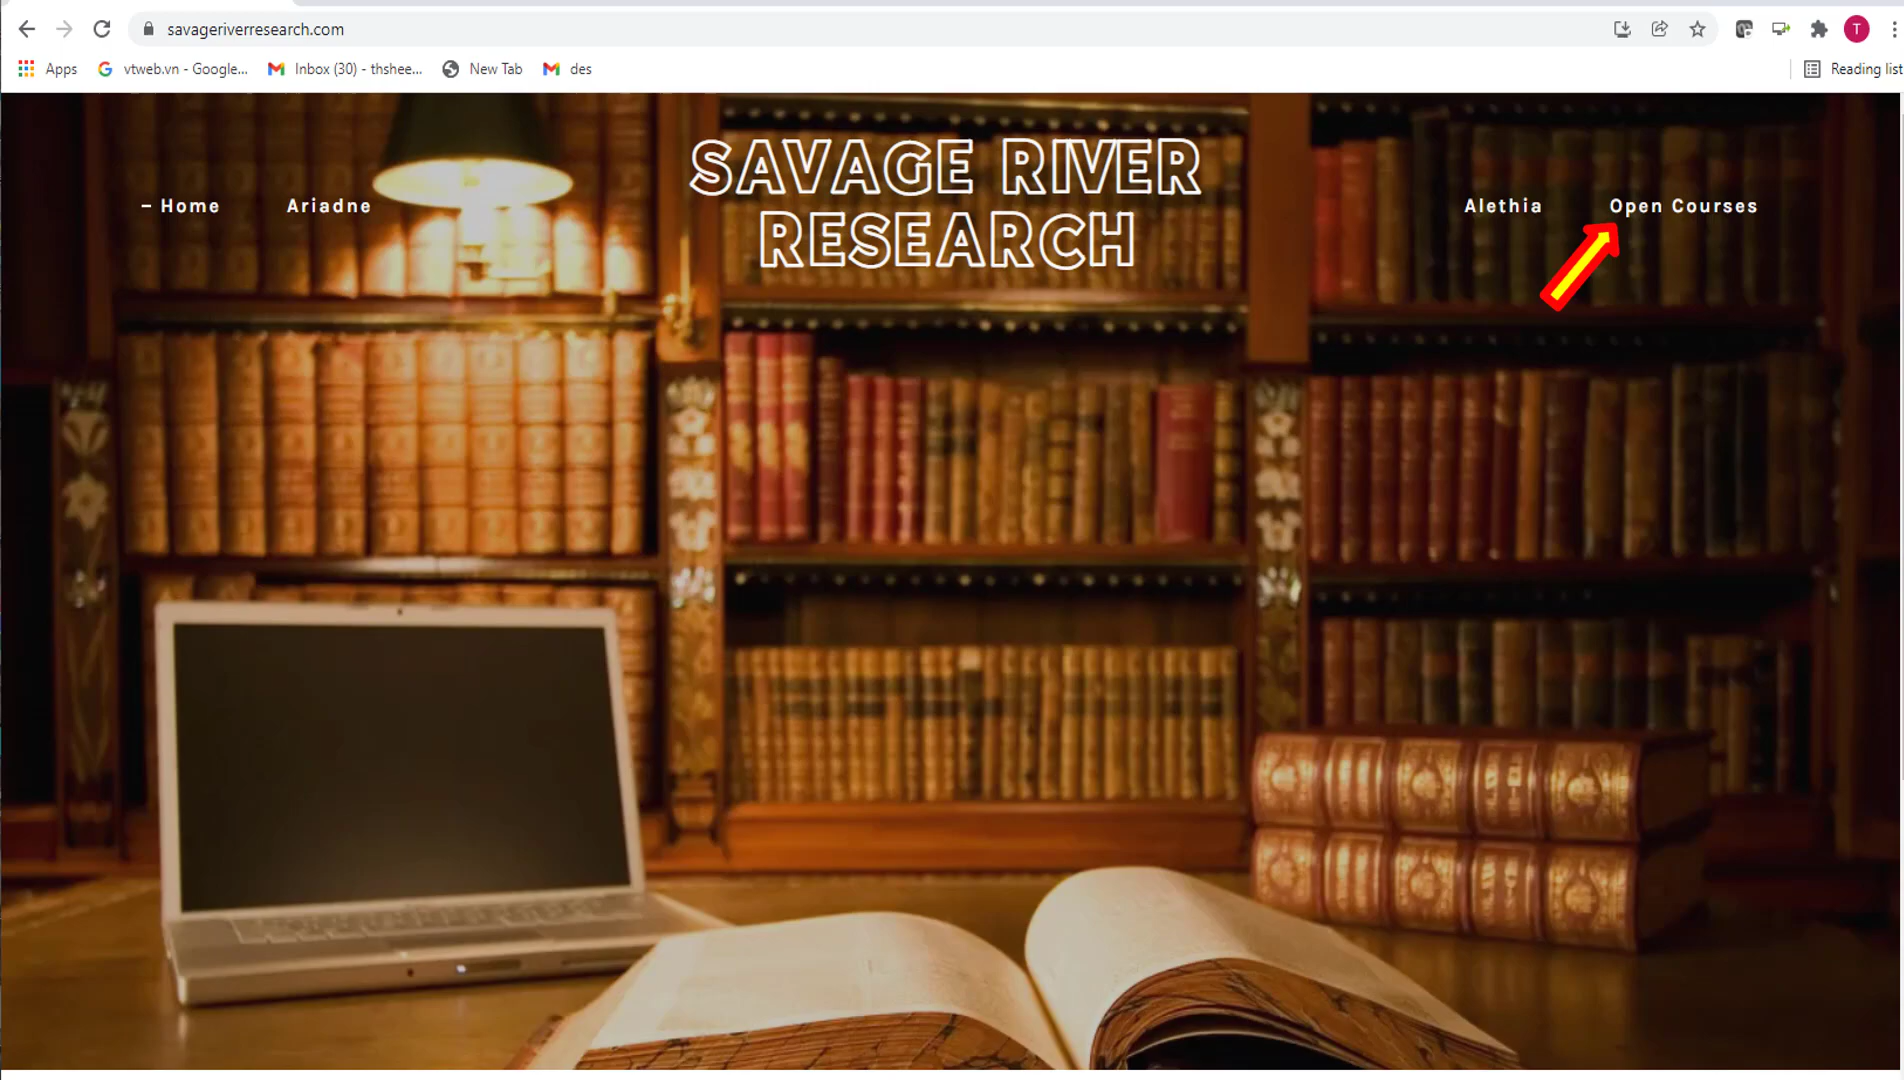 savageriverresearch.com
T
Apps
vtweb.vn - Google...
Inbox (30) - thshee...
New Tab
des
Reading list
SAVAGE RIVER
RESEARCH
– Home
Ariadne
Alethia
Open Courses